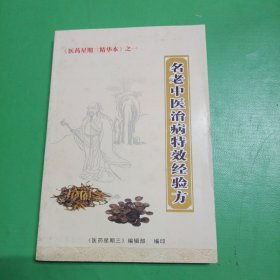 《医药星期三精华本》之一
名老中医治病特效经验方
《医药星期三》编辑部 编印